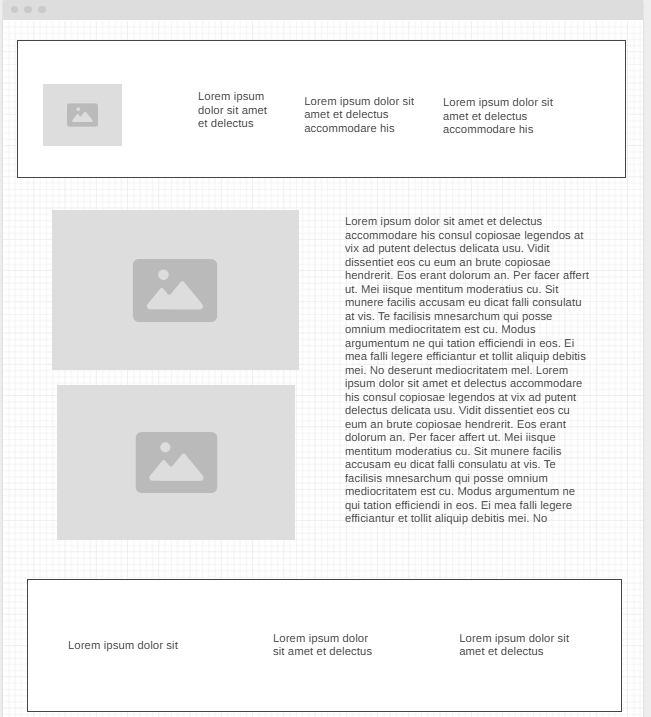 Lorem ipsum
dolor sit amet
et delectus
Lorem ipsum dolor sit
amet et delectus
accommodare his
Lorem ipsum dolor sit
amet et delectus
accommodare his
Lorem ipsum dolor sit amet et delectus
accommodare his consul copiosae legendos at
vix ad putent delectus delicata usu. Vidit
dissentiet eos cu eum an brute copiosae
hendrerit. Eos erant dolorum an. Per facer affert
ut. Mei iisque mentitum moderatius cu. Sit
munere facilis accusam eu dicat falli consulatu
at vis. Te facilisis mnesarchum qui posse
omnium mediocritatem est cu. Modus
argumentum ne qui tation efficiendi in eos. Ei
mea falli legere efficiantur et tollit aliquip debitis
mei. No deserunt mediocritatem mel. Lorem
ipsum dolor sit amet et delectus accommodare
his consul copiosae legendos at vix ad putent
delectus delicata usu. Vidit dissentiet eos cu
eum an brute copiosae hendrerit. Eos erant
dolorum an. Per facer affert ut. Mei iisque
mentitum moderatius cu. Sit munere facilis
accusam eu dicat falli consulatu at vis. Te
facilisis mnesarchum qui posse omnium
mediocritatem est cu. Modus argumentum ne
qui tation efficiendi in eos. Ei mea falli legere
efficiantur et tollit aliquip debitis mei. No
Lorem ipsum dolor sit
Lorem ipsum dolor
sit amet et delectus
Lorem ipsum dolor sit
amet et delectus